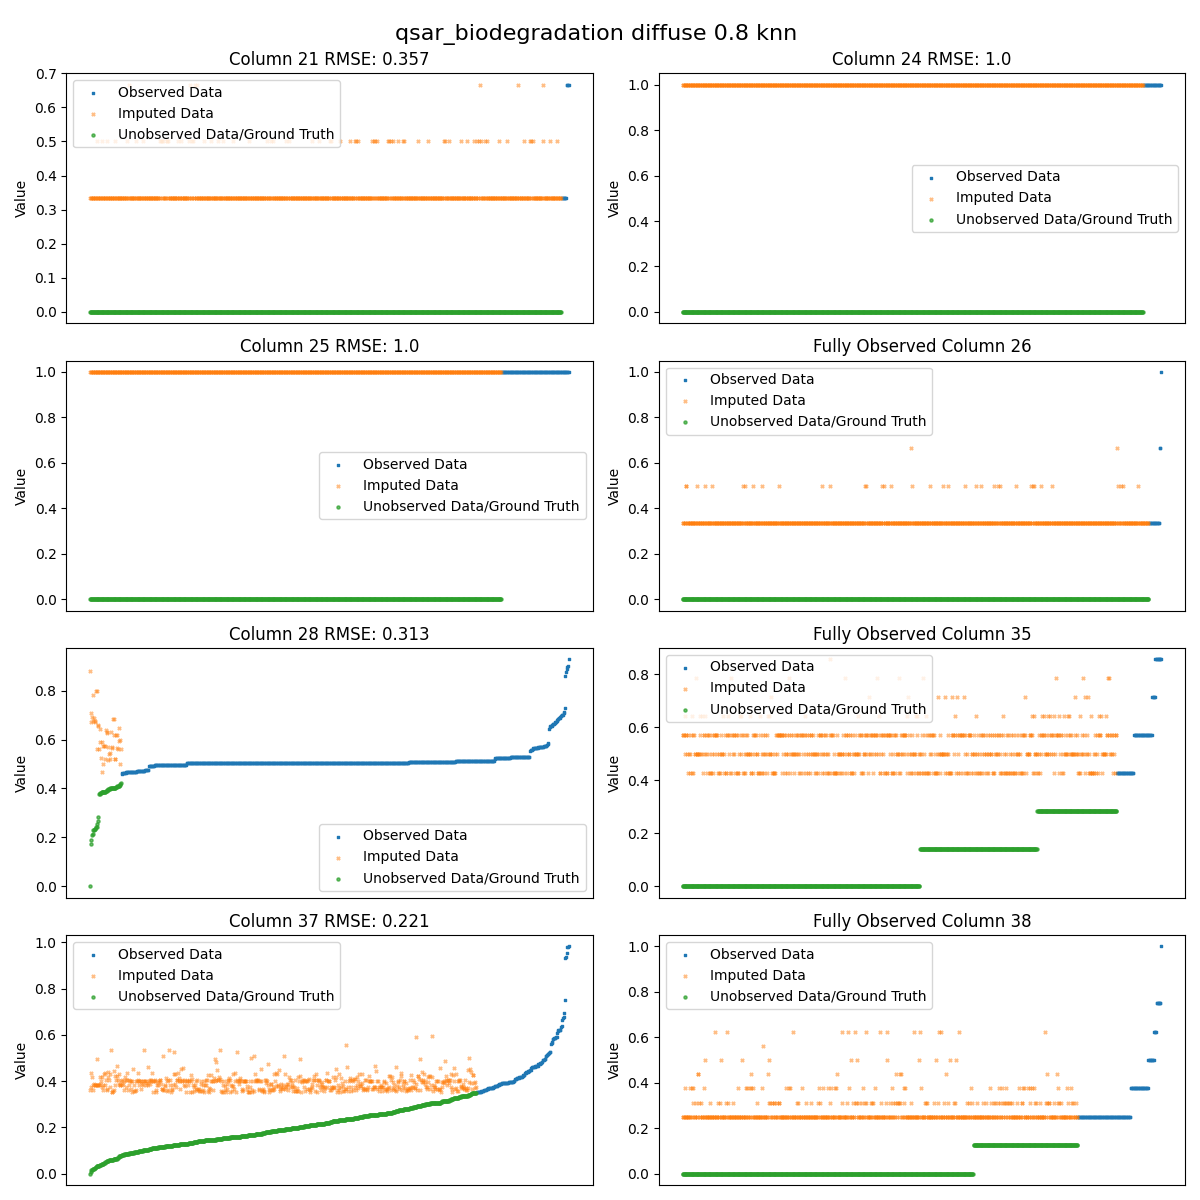 qsar_biodegradation diffuse 0.8 knn
Column 21 RMSE: 0.357
Value
0.7
0.6
0.5
0.4
0.3
0.2
0.1
0.0
Observed Data
Imputed Data
Unobserved Data/Ground Truth
Column 24 RMSE: 1.0
Value
1.0
0.8
0.6
0.4
0.2
0.0
Observed Data
Imputed Data
Unobserved Data/Ground Truth
Column 25 RMSE: 1.0
Value
1.0
0.8
0.6
0.4
0.2
0.0
Observed Data
Imputed Data
Unobserved Data/Ground Truth
Fully Observed Column 26
Value
1.0
0.8
0.6
0.4
0.2
0.0
Observed Data
Imputed Data
Unobserved Data/Ground Truth
Column 28 RMSE: 0.313
Value
0.8
0.6
0.4
0.2
0.0
Observed Data
Imputed Data
Unobserved Data/Ground Truth
Fully Observed Column 35
Value
0.8
0.6
0.4
0.2
0.0
Observed Data
Imputed Data
Unobserved Data/Ground Truth
Column 37 RMSE: 0.221
Value
1.0
0.8
0.6
0.4
0.2
0.0
Observed Data
Imputed Data
Unobserved Data/Ground Truth
Fully Observed Column 38
Value
1.0
0.8
0.6
0.4
0.2
0.0
Observed Data
Imputed Data
Unobserved Data/Ground Truth